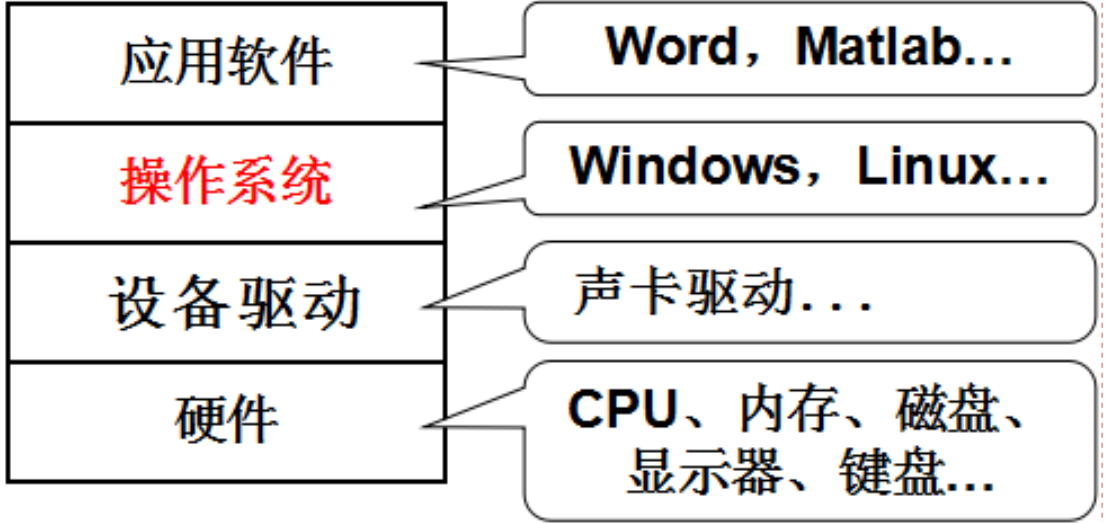 应用软件
Word，Matlab…
操作系统
Windows，Linux…
设备驱动
声卡驱动...
硬件
CPU、内存、磁盘、
显示器、键盘…